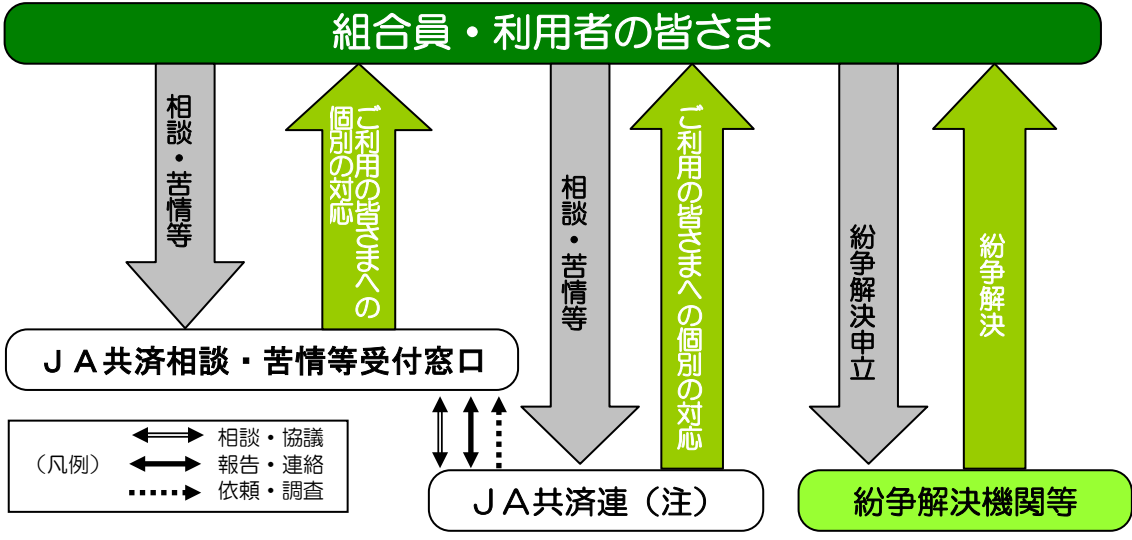 組合員・利用者の皆さま
相談・苦情等
ご利用の皆さまへの
個別の対応
相談・苦情等
ご利用の皆さまへの個別の対応
紛争解決申立
紛争解決
ＪＡ共済相談・苦情等受付窓口
（凡例）
相談・協議
報告・連絡
依頼・調査
ＪＡ共済連（注）
紛争解決機関等